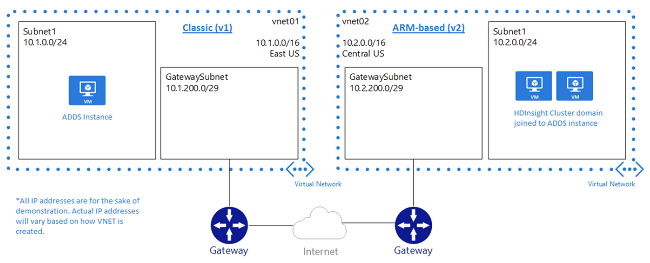 Classic (v1)
vnet01
10.1.0.0/16
East US
Subnet1
10.1.0.0/24
VM
ADDS Instance
GatewaySubnet
10.1.200.0/29
Virtual Network
vnet02
10.2.0.0/16
Central US
ARM-based (v2)
GatewaySubnet
10.2.200.0/29
Subnet1
10.2.0.0/24
VM
VM
HDInsight Cluster domain
joined to ADDS instance
Virtual Network
*All IP addresses are for the sake of
demonstration. Actual IP addresses
will vary based on how VNET is
created.
Gateway
Internet
Gateway